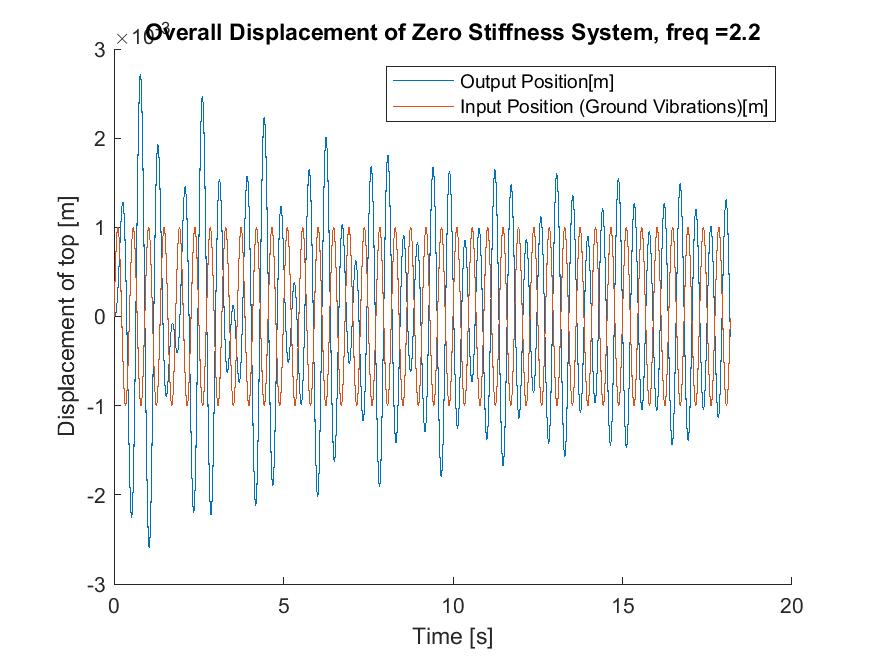 ×10-3
Overall Displacement of Zero Stiffness System, freq =2.2
Output Position[m]
Input Position (Ground Vibrations)[m]
3
2
1
0
-1
-2
-3
Displacement of top [m]
0 5 10 15 20
Time [s]